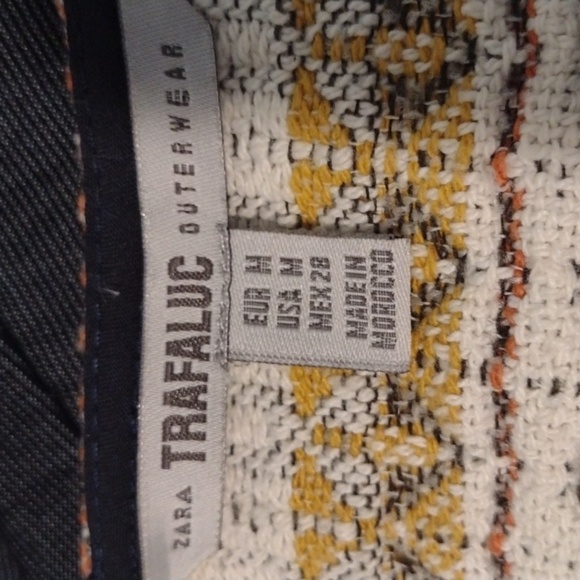 ZARA TRAFALUC OUTERWEAR
EUR M
USA M
MEX 28
MADE IN
MOROCCO